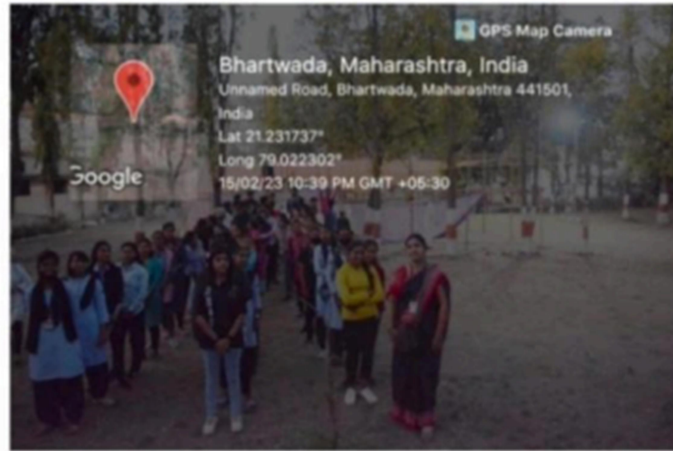 GPS Map Camera
Bhartwada, Maharashtra, India
Unnamed Road, Bhartwada, Maharashtra 441501,
India
Lat 21.231737°
Long 79.022302°
Google
15/02/23 10:39 PM GMT +05:30